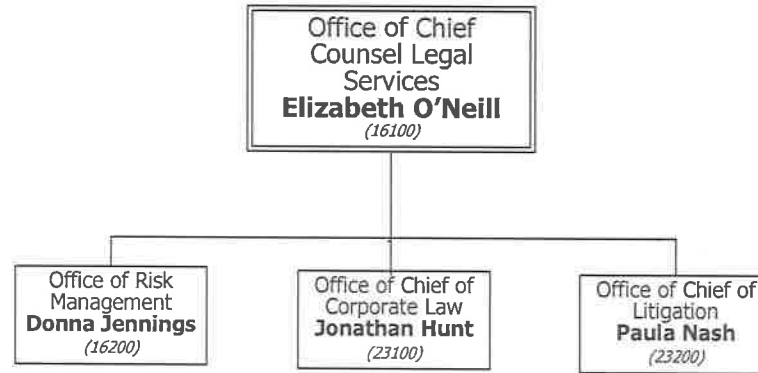 Office of Chief
Counsel Legal
Services
Elizabeth O'Neill
(16100)
Office of Risk
Management
Donna Jennings
(16200)
Office of Chief of
Corporate Law
Jonathan Hunt
(23100)
Office of Chief of
Litigation
Paula Nash
(23200)